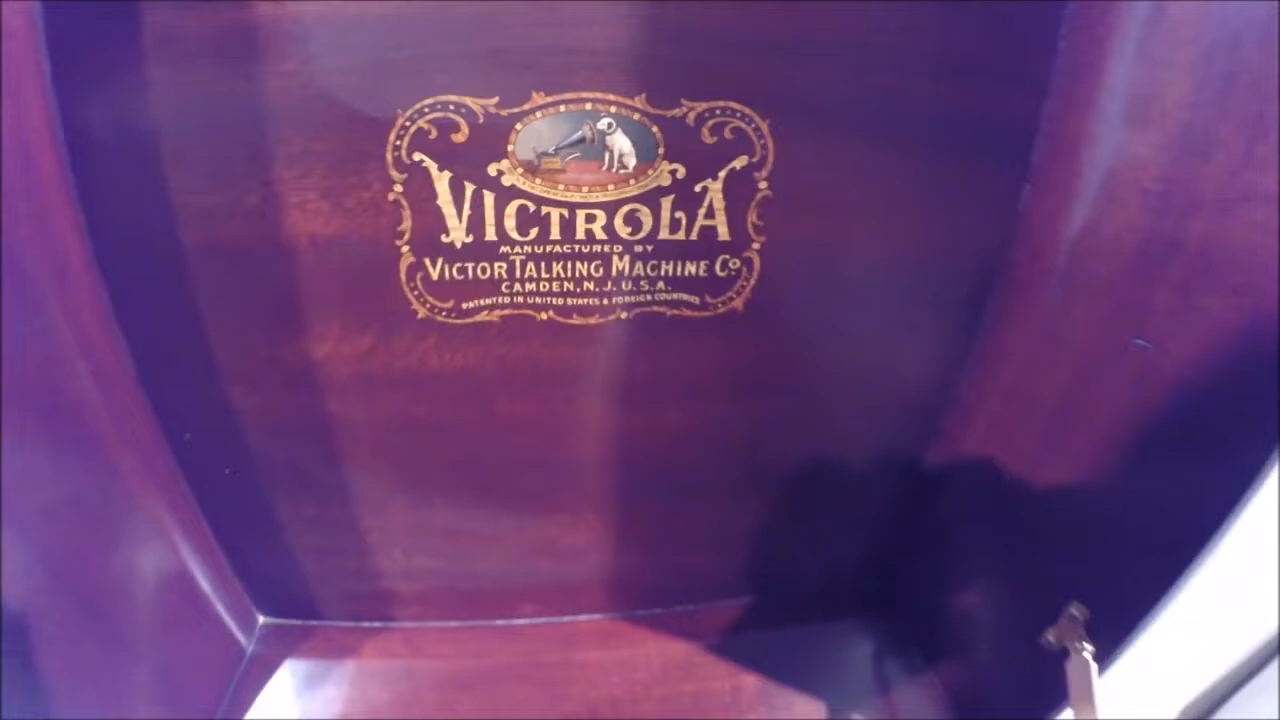 VICTROLA
MANUFACTURED BY
VICTOR TALKING MACHINE Co
CAMDEN, N. J. U. S. A.
PATENTED IN UNITED STATES & FOREIGN COUNTRIES